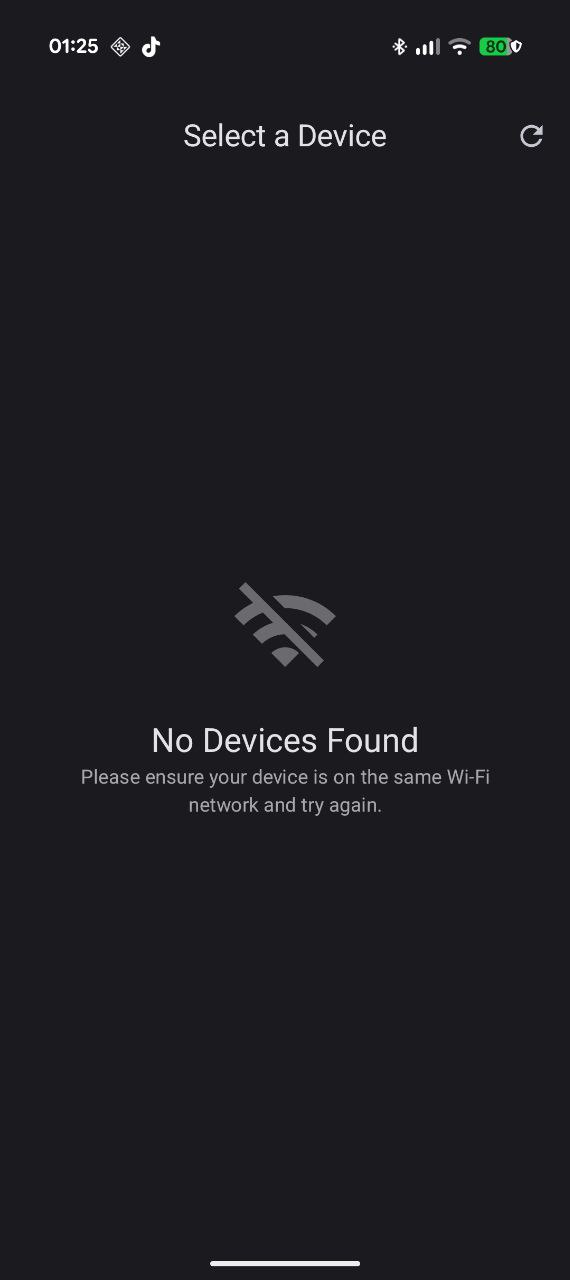 01:25
80
Select a Device
No Devices Found
Please ensure your device is on the same Wi-Fi
network and try again.